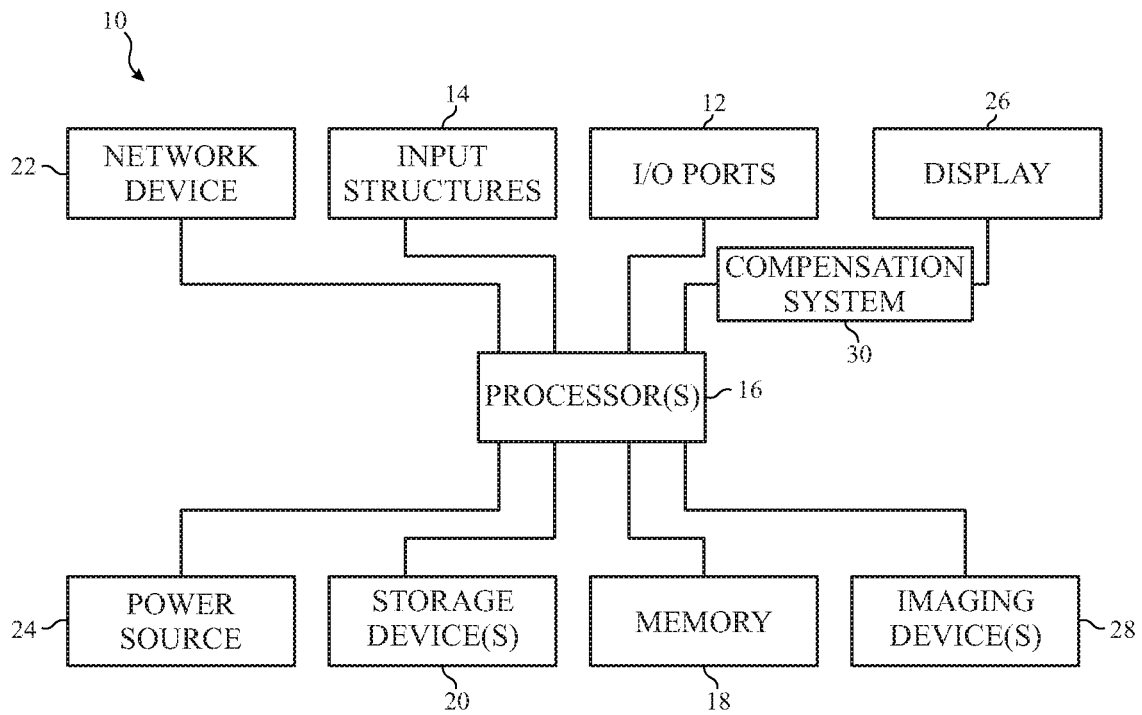 10
14
12
26
22
NETWORK
DEVICE
INPUT
STRUCTURES
I/O PORTS
DISPLAY
COMPENSATION
SYSTEM
30
PROCESSOR(S)
16
24
POWER
SOURCE
STORAGE
DEVICE(S)
MEMORY
IMAGING
DEVICE(S)
28
20
18